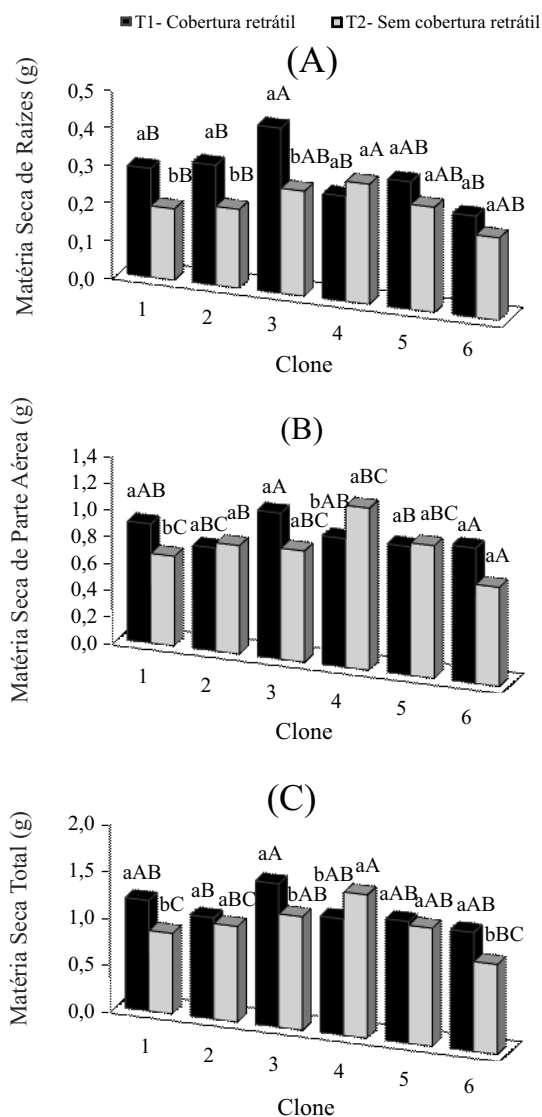 T1- Cobertura retrátil T2- Sem cobertura retrátil
(A)
Matéria Seca de Raízes (g)
0,5
0,4
0,3
0,2
0,1
0,0
aB bB aB bB aA bAB aB aA aAB aAB aB aAB
1 2 3 4 5 6
Clone
(B)
Matéria Seca de Parte Aérea (g)
1,4
1,2
1,0
0,8
0,6
0,4
0,2
0,0
aAB bC aBC aB aA aBC bAB aBC aB aBC aA aA
1 2 3 4 5 6
Clone
(C)
Matéria Seca Total (g)
2,0
1,5
1,0
0,5
0,0
aAB bC aB aBC aA bAB bAB aA aAB aAB aAB bBC
1 2 3 4 5 6
Clone